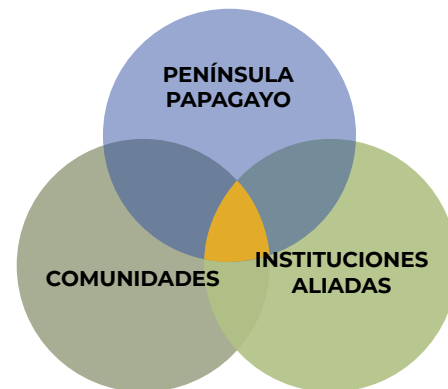 PENÍNSULA
PAPAGAYO
COMUNIDADES
INSTITUCIONES
ALIADAS